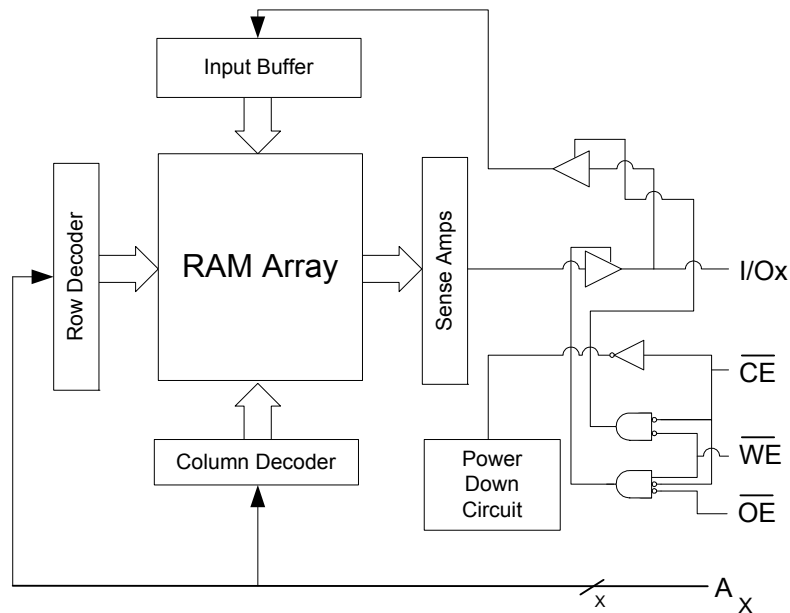 Input Buffer
Row Decoder
RAM Array
Sense Amps
I/Ox
CE
Column Decoder
Power
Down
Circuit
WE
OE
X
A X